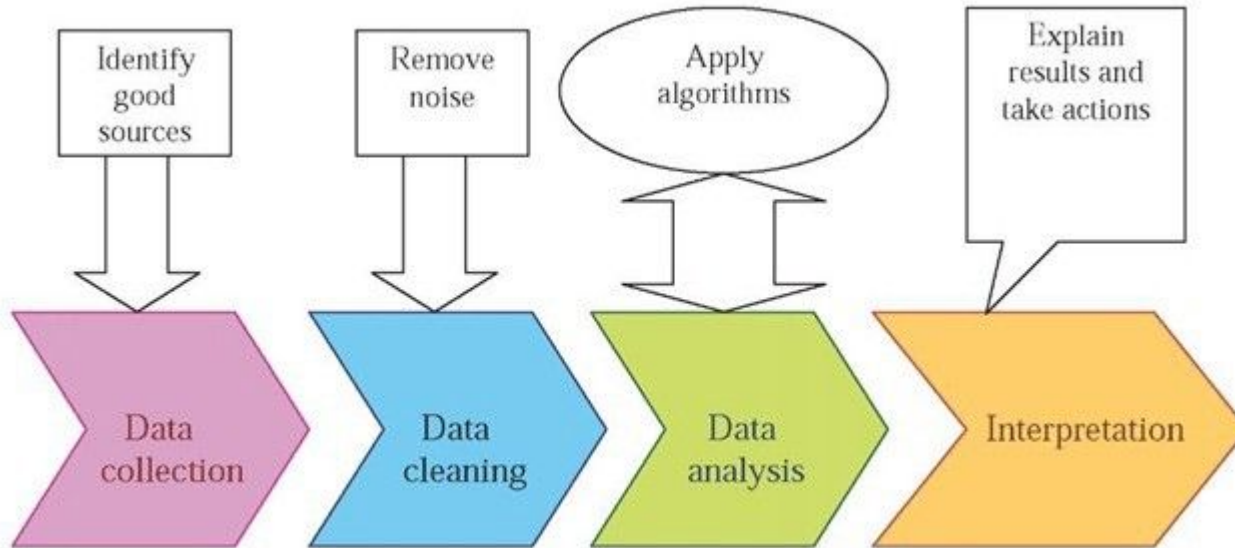 Identify
good
sources
Remove
noise
Apply
algorithms
Explain
results and
take actions
Data
collection
Data
cleaning
Data
analysis
Interpretation